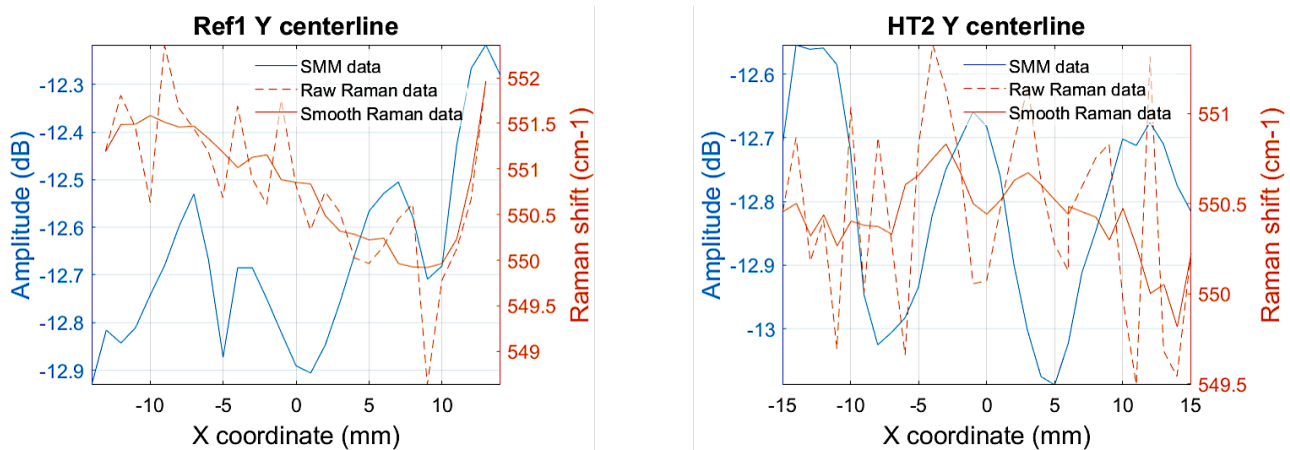 Ref1 Y centerline
SMM data
Raw Raman data
Smooth Raman data
-12.3
-12.4
-12.5
-12.6
-12.7
-12.8
-12.9
Amplitude (dB)
552
551.5
551
550.5
550
549.5
549
Raman shift (cm-1)
-10
-5
0
5
10
X coordinate (mm)
HT2 Y centerline
SMM data
Raw Raman data
Smooth Raman data
-12.6
-12.7
-12.8
-12.9
-13
Amplitude (dB)
551
550.5
550
549.5
Raman shift (cm-1)
-15
-10
-5
0
5
10
15
X coordinate (mm)